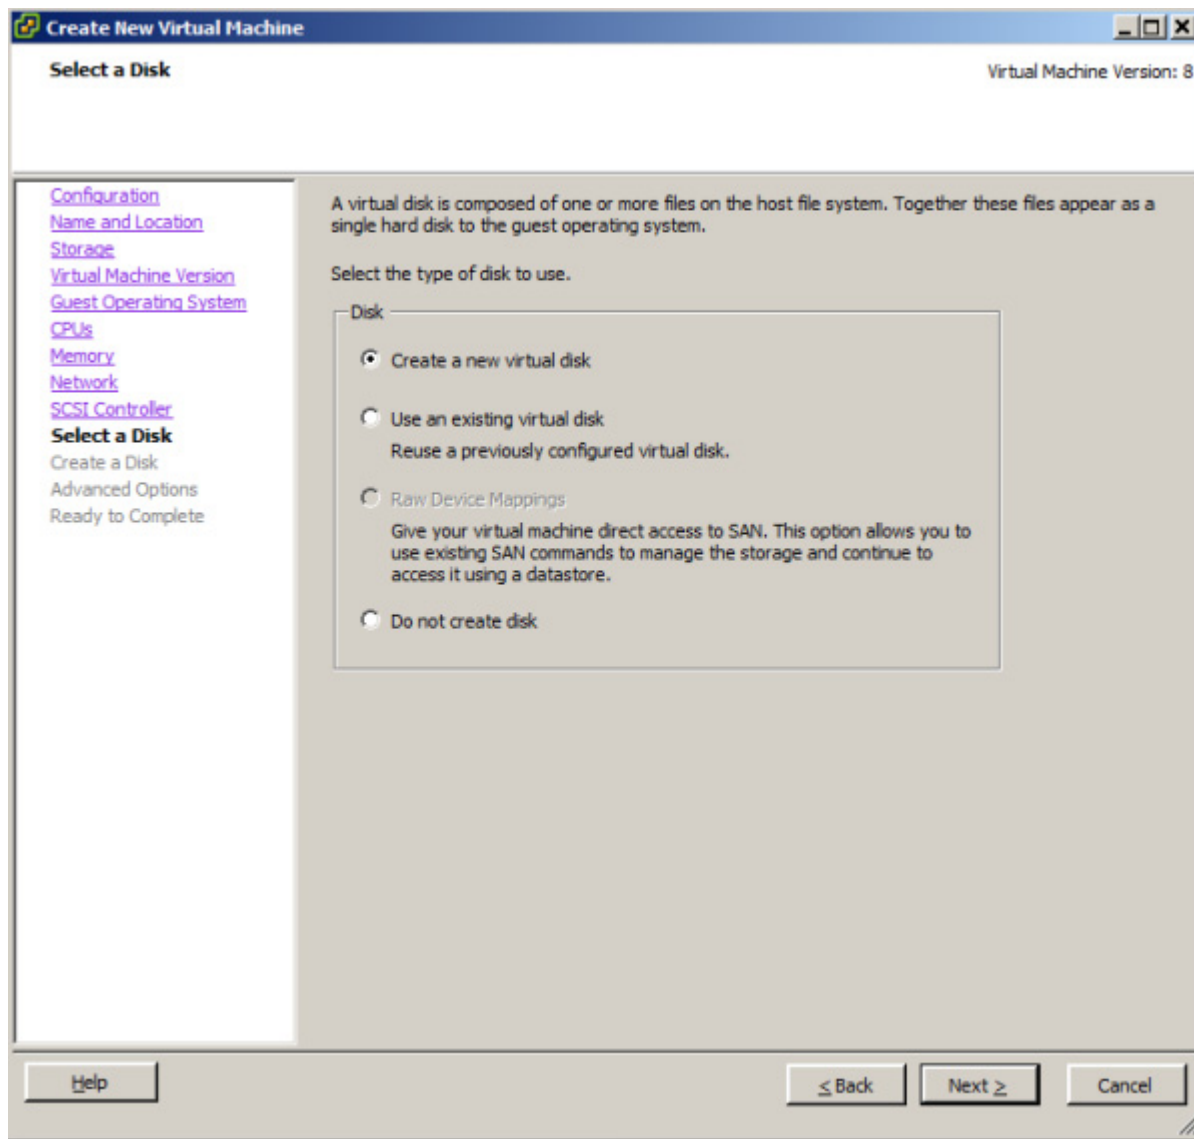 Create New Virtual Machine
Select a Disk
Virtual Machine Version: 8
Configuration
Name and Location
Storage
Virtual Machine Version
Guest Operating System
CPUs
Memory
Network
SCSI Controller
Select a Disk
Create a Disk
Advanced Options
Ready to Complete
A virtual disk is composed of one or more files on the host file system. Together these files appear as a
single hard disk to the guest operating system.
Select the type of disk to use.
Disk
Create a new virtual disk
Use an existing virtual disk
Reuse a previously configured virtual disk.
Raw Device Mappings
Give your virtual machine direct access to SAN. This option allows you to
use existing SAN commands to manage the storage and continue to
access it using a datastore.
Do not create disk
Help
≤ Back
Next ≥
Cancel